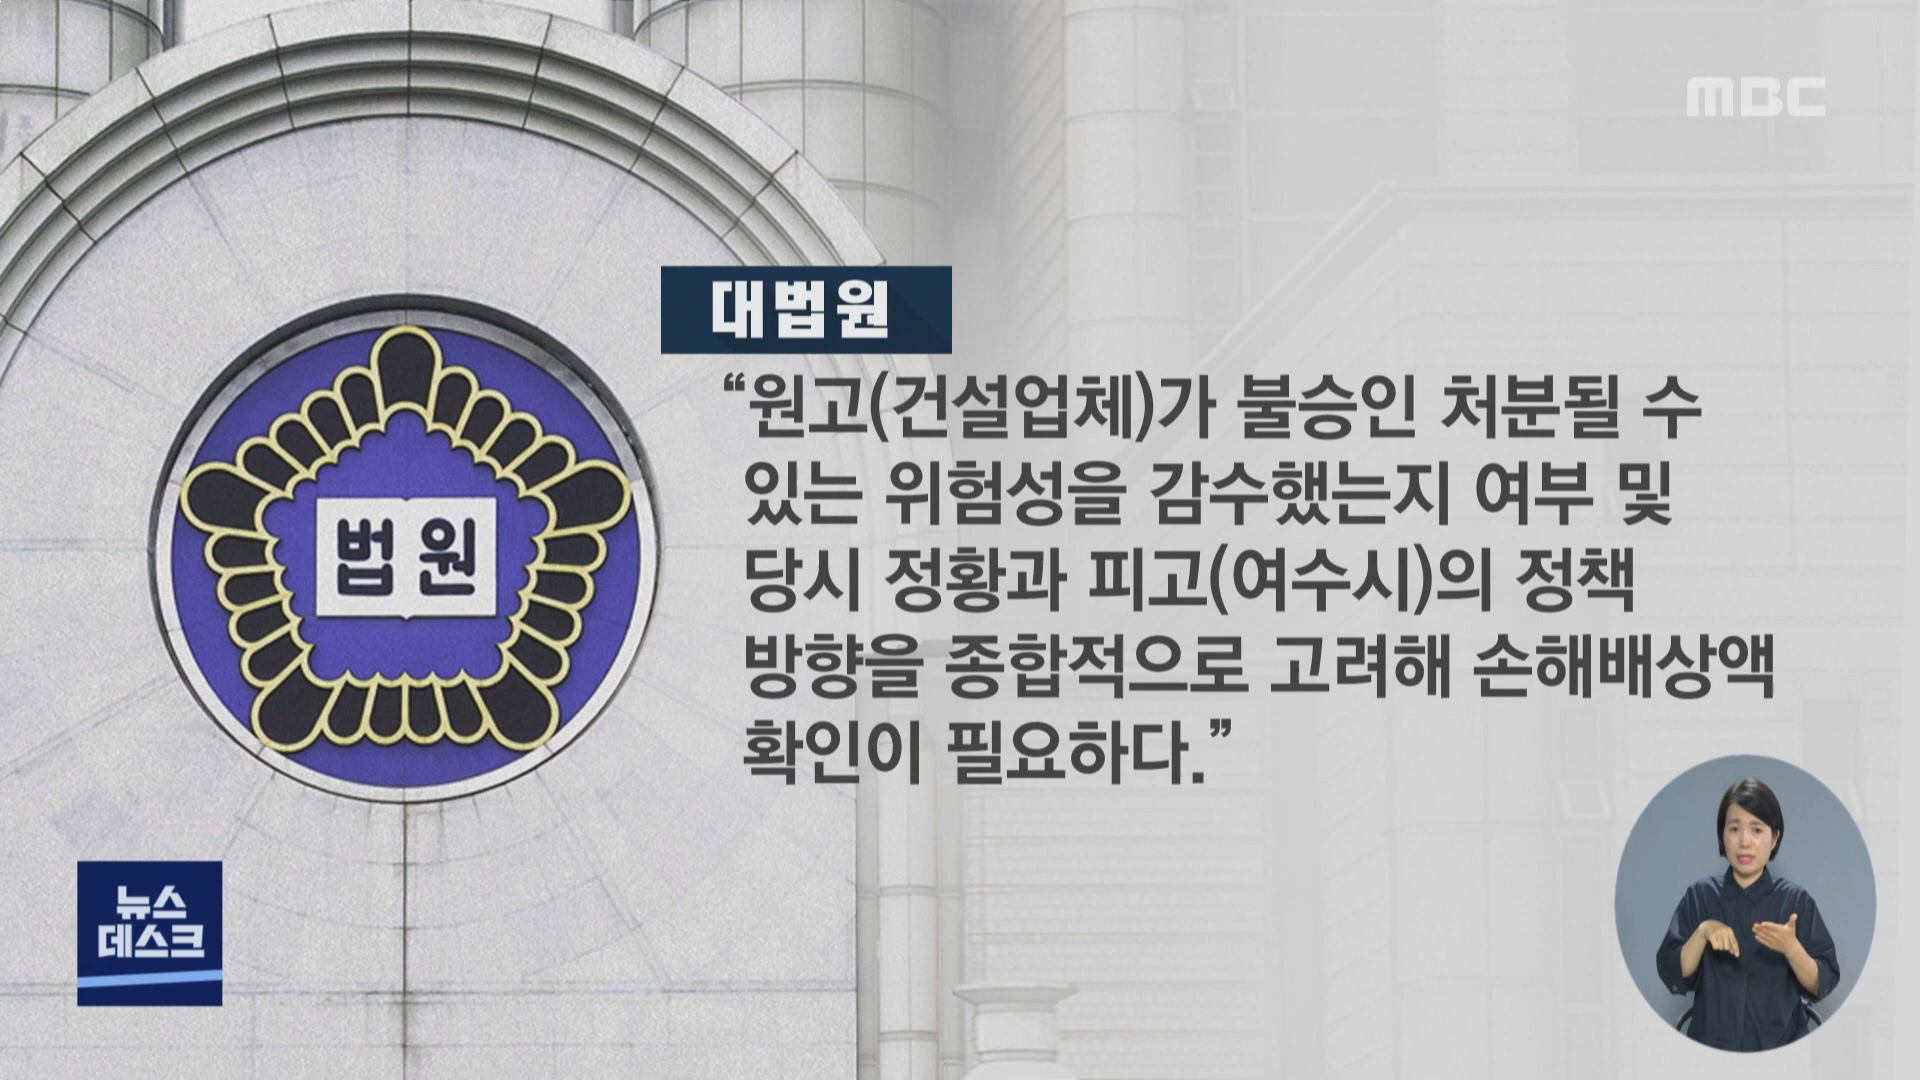 MBC
대법원
“원고(건설업체)가 불승인 처분될 수
있는 위험성을 감수했는지 여부 및
당시 정황과 피고(여수시)의 정책
방향을 종합적으로 고려해 손해배상액
확인이 필요하다.”
법원
뉴스
데스크